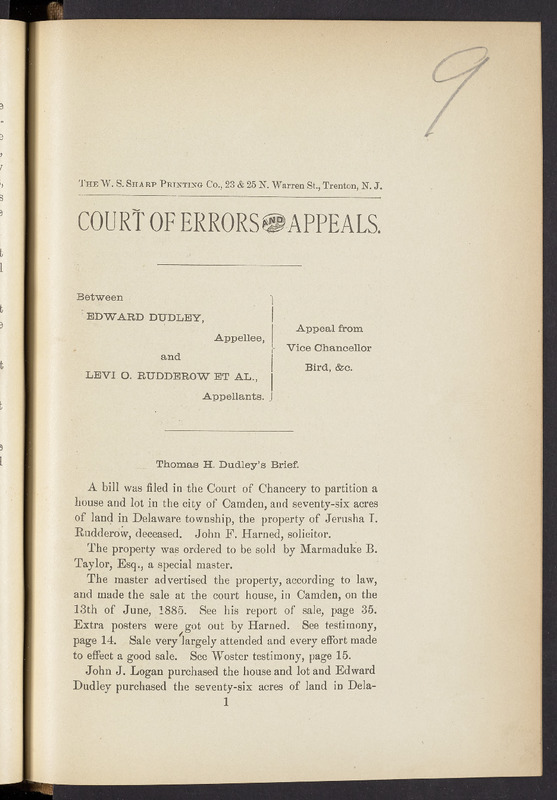 9
THE W. S. SHARP PRINTING CO., 23 & 25 N. Warren St., Trenton, N. J.
COURT OF ERRORS AND APPEALS.
Between
EDWARD DUDLEY,
Appellee,
and
LEVI O. RUDDEROW ET AL.,
Appellants.
Appeal from
Vice Chancellor
Bird, &c.
Thomas H. Dudley's Brief.
A bill was filed in the Court of Chancery to partition a
house and lot in the city of Camden, and seventy-six acres
of land in Delaware township, the property of Jerusha I.
Rudderow, deceased. John F. Harned, solicitor.
The property was ordered to be sold by Marmaduke B.
Taylor, Esq., a special master.
The master advertised the property, according to law,
and made the sale at the court house, in Camden, on the
13th of June, 1885. See his report of sale, page 35.
Extra posters were got out by Harned. See testimony,
page 14. Sale very largely attended and every effort made
to effect a good sale. See Woster testimony, page 15.
John J. Logan purchased the house and lot and Edward
Dudley purchased the seventy-six acres of land in Dela-
1